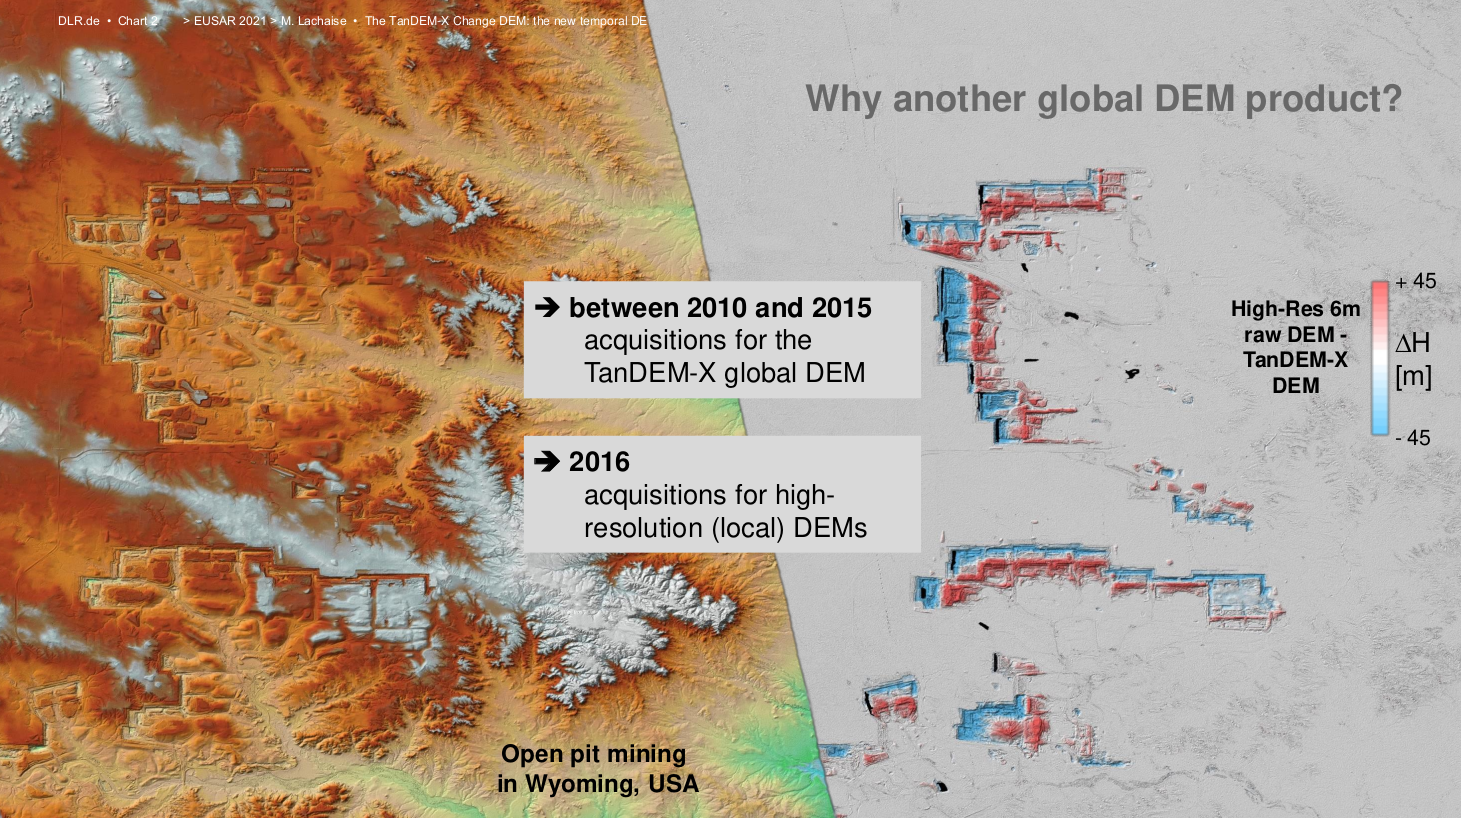 DLR.de • Chart 2 > EUSAR 2021 > M. Lachaise • The TanDEM-X Change DEM: the new temporal DE
Why another global DEM product?
➔ between 2010 and 2015
acquisitions for the
TanDEM-X global DEM
➔ 2016
acquisitions for high-
resolution (local) DEMs
High-Res 6m
raw DEM -
TanDEM-X
DEM
+ 45
ΔH
[m]
- 45
Open pit mining
in Wyoming, USA